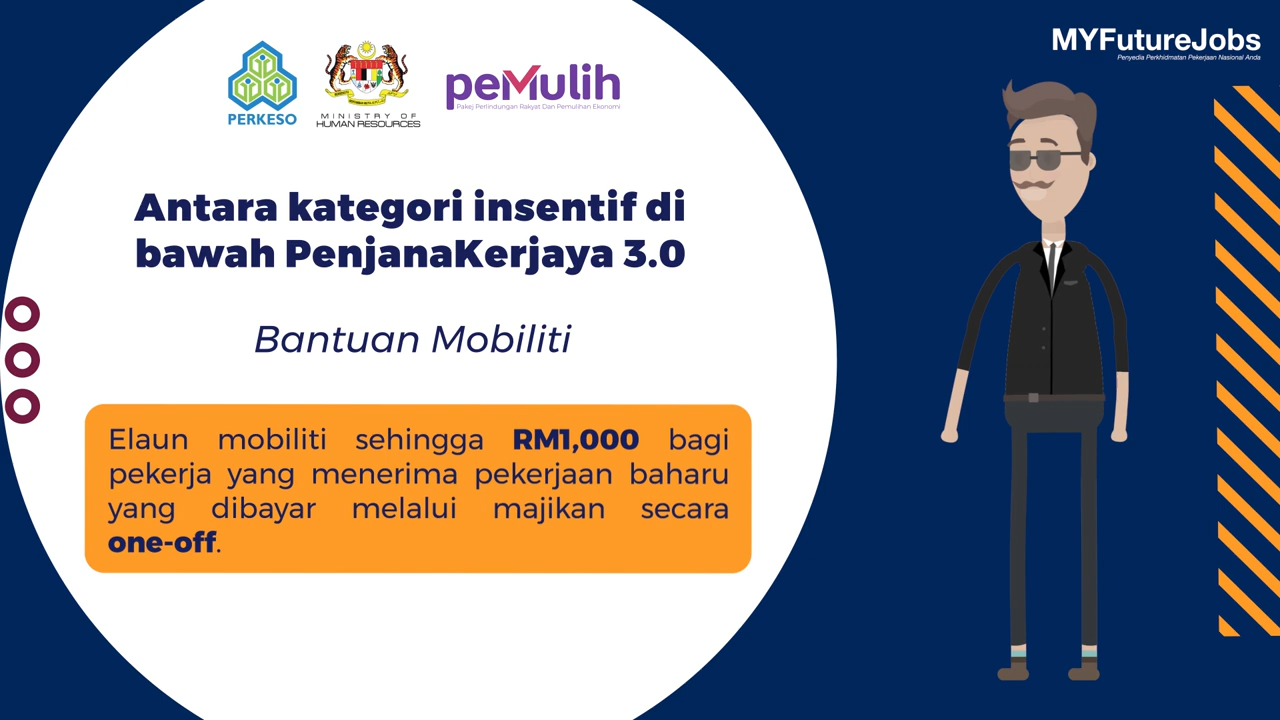 PERKESO
MINISTRY OF
HUMAN RESOURCES
pemulih
Pakej Perlindungan Rakyat Dan Pemulihan Ekonomi
MYFutureJobs
Penyedia Perkhidmatan Pekerjaan Nasional Anda
Antara kategori insentif di
bawah PenjanaKerjaya 3.0
Bantuan Mobiliti
Elaun mobiliti sehingga RM1,000 bagi
pekerja yang menerima pekerjaan baharu
yang dibayar melalui majikan secara
one-off.